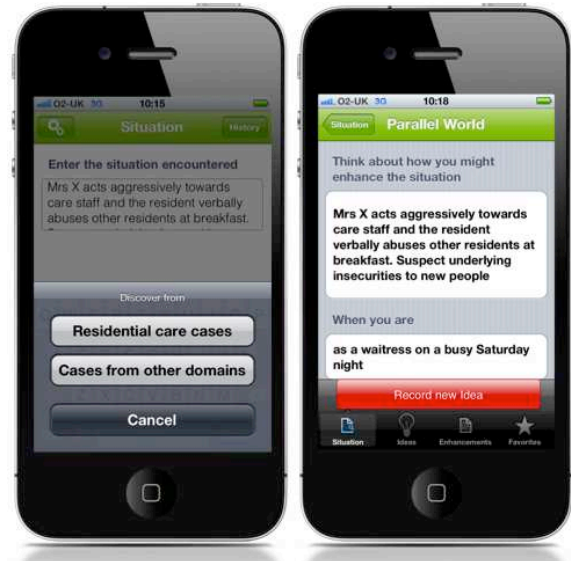 O2-UK 3G 10:15
Situation History
Enter the situation encountered
Mrs X acts aggressively towards
care staff and the resident verbally
abuses other residents at breakfast.
Discover from
Residential care cases
Cases from other domains
Cancel
O2-UK 3G 10:18
Situation Parallel World
Think about how you might
enhance the situation
Mrs X acts aggressively towards
care staff and the resident
verbally abuses other residents at
breakfast. Suspect underlying
insecurities to new people
When you are
as a waitress on a busy Saturday
night
Record new Idea
Situation Ideas Enhancements Favorites